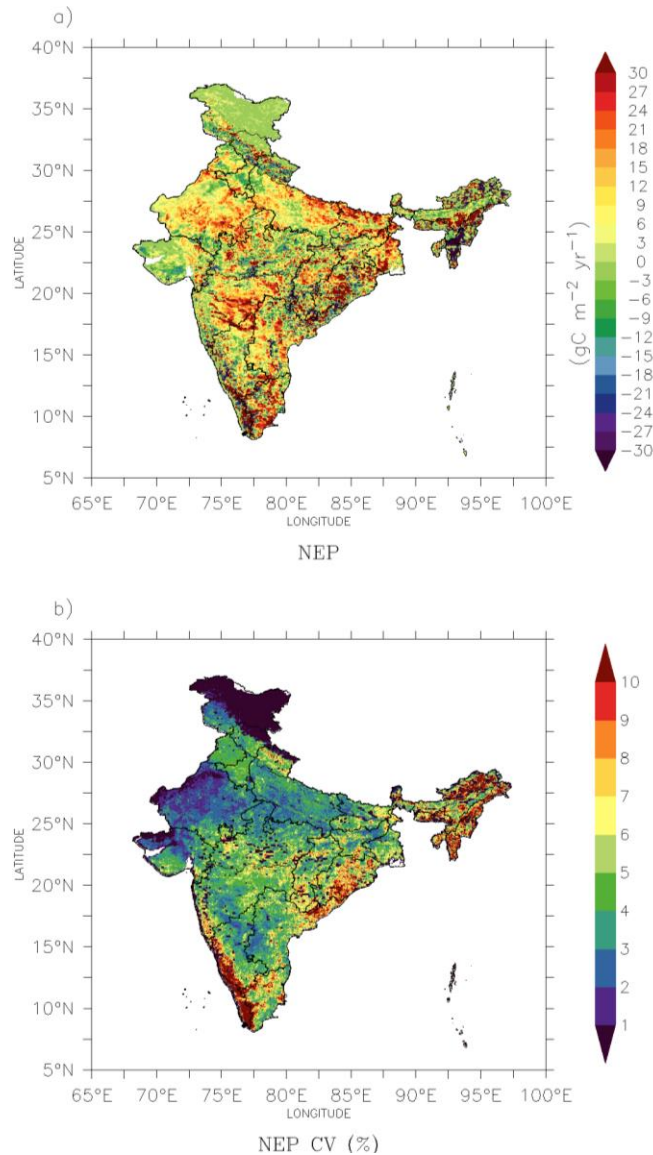 a)
40°N
35°N
30°N
25°N
20°N
15°N
10°N
5°N
LATITUDE
65°E 70°E 75°E 80°E 85°E 90°E 95°E 100°E
LONGITUDE
NEP
30
27
24
21
18
15
12
9
6
3
0
−3
−6
−9
−12
−15
−18
−21
−24
−27
−30
(gC m−2 yr−1)
b)
40°N
35°N
30°N
25°N
20°N
15°N
10°N
5°N
LATITUDE
65°E 70°E 75°E 80°E 85°E 90°E 95°E 100°E
LONGITUDE
NEP CV (%)
10
9
8
7
6
5
4
3
2
1